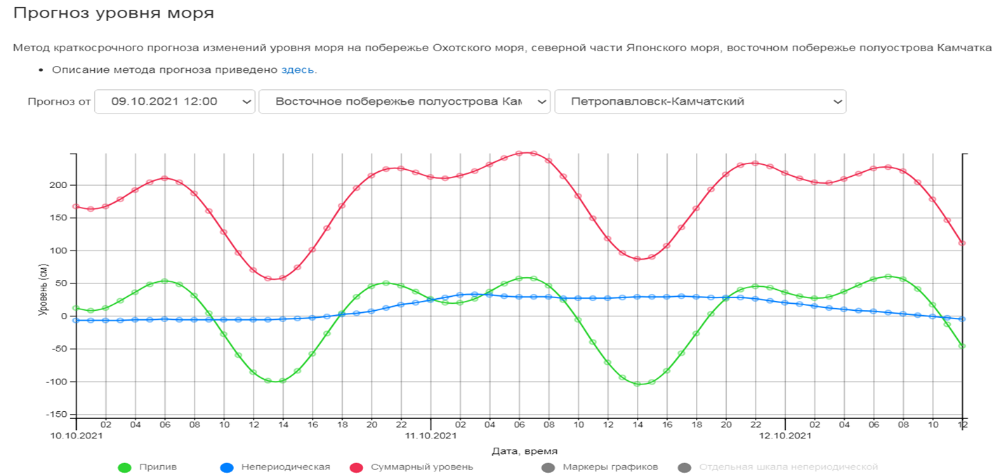 Прогноз уровня моря
Метод краткосрочного прогноза изменений уровня моря на побережье Охотского моря, северной части Японского моря, восточном побережье полуострова Камчатка
• Описание метода прогноза приведено здесь.
Прогноз от 09.10.2021 12:00 Восточное побережье полуострова Кам Петропавловск-Камчатский
Уровень (см)
200
150
100
50
0
-50
-100
-150
02 04 06 08 10 12 14 16 18 20 22 02 04 06 08 10 12 14 16 18 20 22 02 04 06 08 10 12
10.10.2021 11.10.2021 12.10.2021
Дата, время
Прилив Непериодическая Суммарный уровень Маркеры графиков Отдельная шкала непериодической